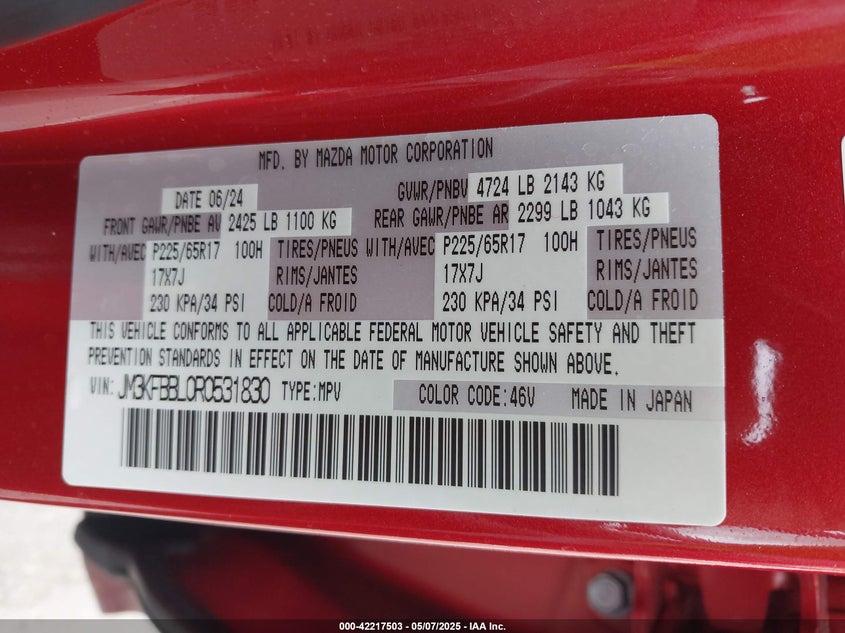 MFD. BY MAZDA MOTOR CORPORATION
DATE 06/24 GVWR/PNBV 4724 LB 2143 KG
FRONT GAWR/PNBE AV 2425 LB 1100 KG REAR GAWR/PNBE AR 2299 LB 1043 KG
WITH/AVEC P225/65R17 100H TIRES/PNEUS WITH/AVEC P225/65R17 100H TIRES/PNEUS
17X7J RIMS/JANTES 17X7J RIMS/JANTES
230 KPA/34 PSI COLD/A FROID 230 KPA/34 PSI COLD/A FROID
THIS VEHICLE CONFORMS TO ALL APPLICABLE FEDERAL MOTOR VEHICLE SAFETY AND THEFT
PREVENTION STANDARDS IN EFFECT ON THE DATE OF MANUFACTURE SHOWN ABOVE.
VIN: JM3KFBBL0R0531830 TYPE:MPV COLOR CODE:46V MADE IN JAPAN
000-42217503 - 05/07/2025 - IAA Inc.